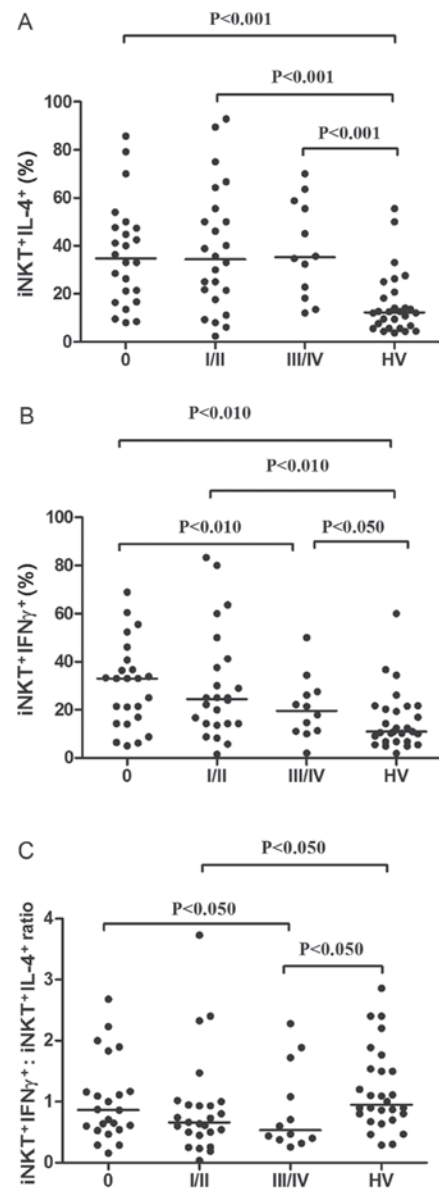 A
P<0.001
P<0.001
P<0.001
iNKT⁺IL-4⁺ (%)
100
80
60
40
20
0
0 I/II III/IV HV
B
P<0.010
P<0.010
P<0.010 P<0.050
iNKT⁺IFNγ⁺ (%)
100
80
60
40
20
0
0 I/II III/IV HV
C
P<0.050
P<0.050
P<0.050
iNKT⁺IFNγ⁺ : iNKT⁺IL-4⁺ ratio
4
3
2
1
0
0 I/II III/IV HV